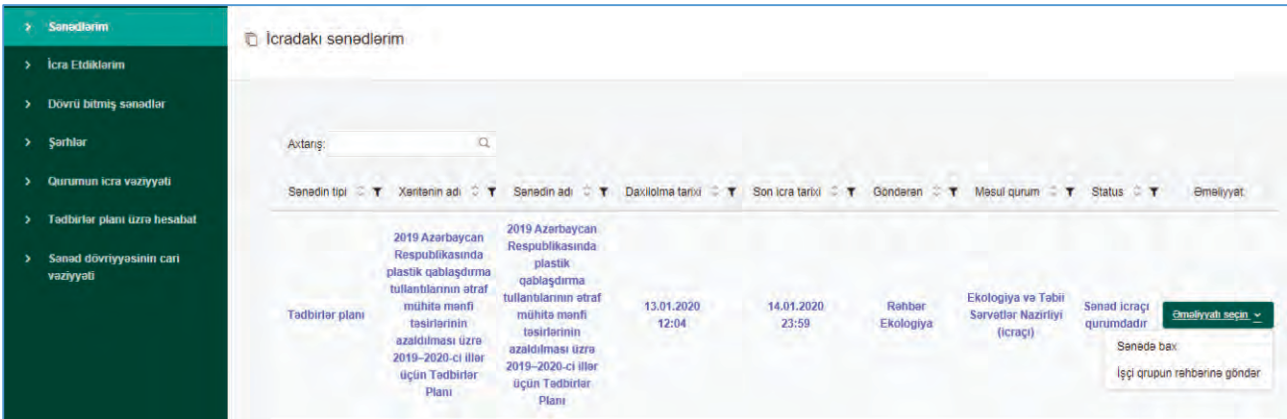 Sənədlərim
İcra Etdiklərim
Dövrü bitmiş sənədlər
Şərhlər
Qurumun icra vəziyyəti
Tədbirlər planı üzrə hesabat
Sənəd dövriyyəsinin cari
vəziyyəti
İcradakı sənədlərim
Axtarış:
Sənədin tipi Xəritənin adı Sənədin adı Daxilolma tarixi Son icra tarixi Göndərən Məsul qurum Status Əməliyyat
Tədbirlər planı
2019 Azərbaycan
Respublikasında
plastik qablaşdırma
tullantılarının ətraf
mühitə mənfi
təsirlərinin
azaldılması üzrə
2019–2020-ci illər
üçün Tədbirlər
Planı
2019 Azərbaycan
Respublikasında
plastik
qablaşdırma
tullantılarının ətraf
mühitə mənfi
təsirlərinin
azaldılması üzrə
2019–2020-ci illər
üçün Tədbirlər
Planı
13.01.2020
12:04
14.01.2020
23:59
Rəhbər
Ekologiya
Ekologiya və Təbii
Sərvətlər Nazirliyi
(icraçı)
Sənəd icraçı
qurumdadır
Əməliyyatı seçin
Sənədə bax
İşçi qrupun rəhbərinə göndər